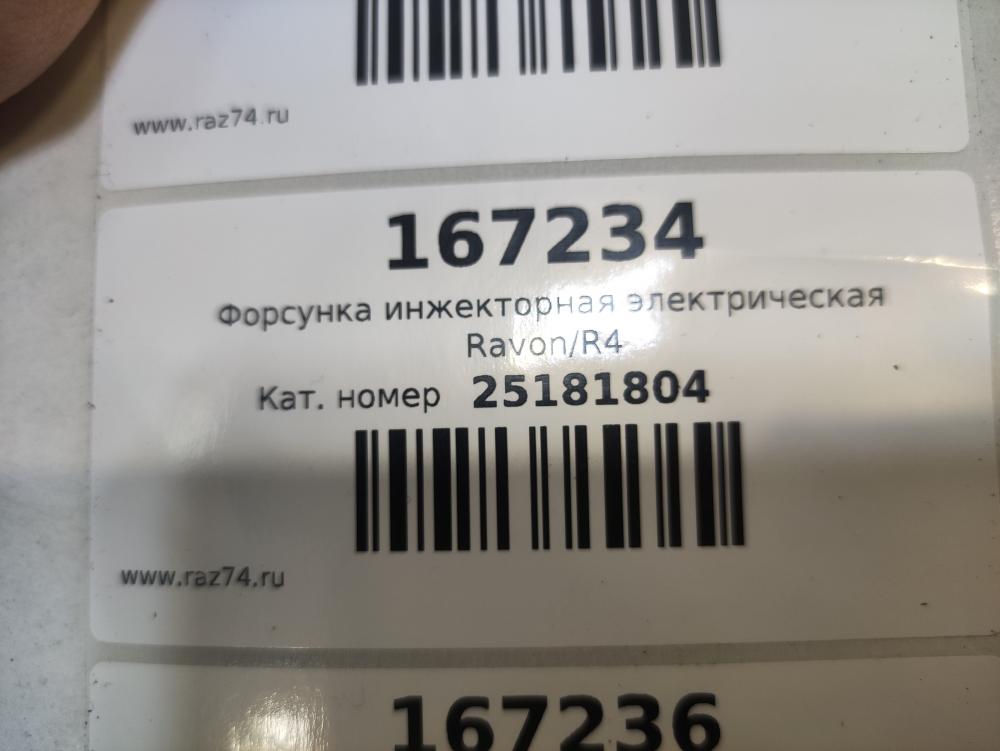 www.raz74.ru
167234
Форсунка инжекторная электрическая
Ravon/R4
Кат. номер 25181804
www.raz74.ru
167236